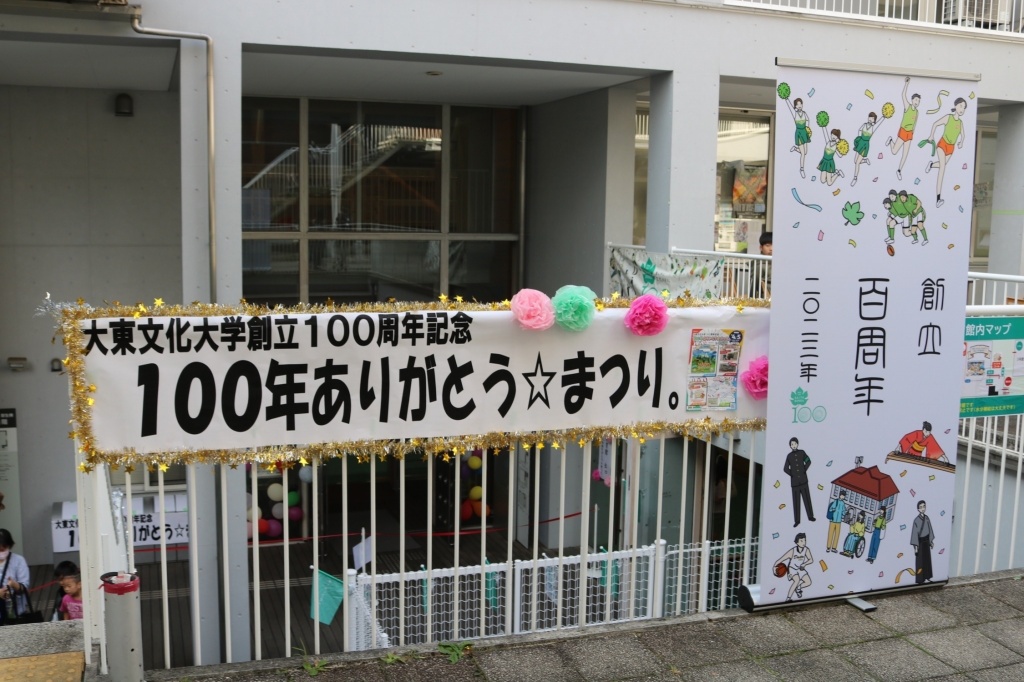 大東文化大学創立100周年記念
100年ありがとう☆まつり。
創立
百周年
二〇二三年
100
館内マップ